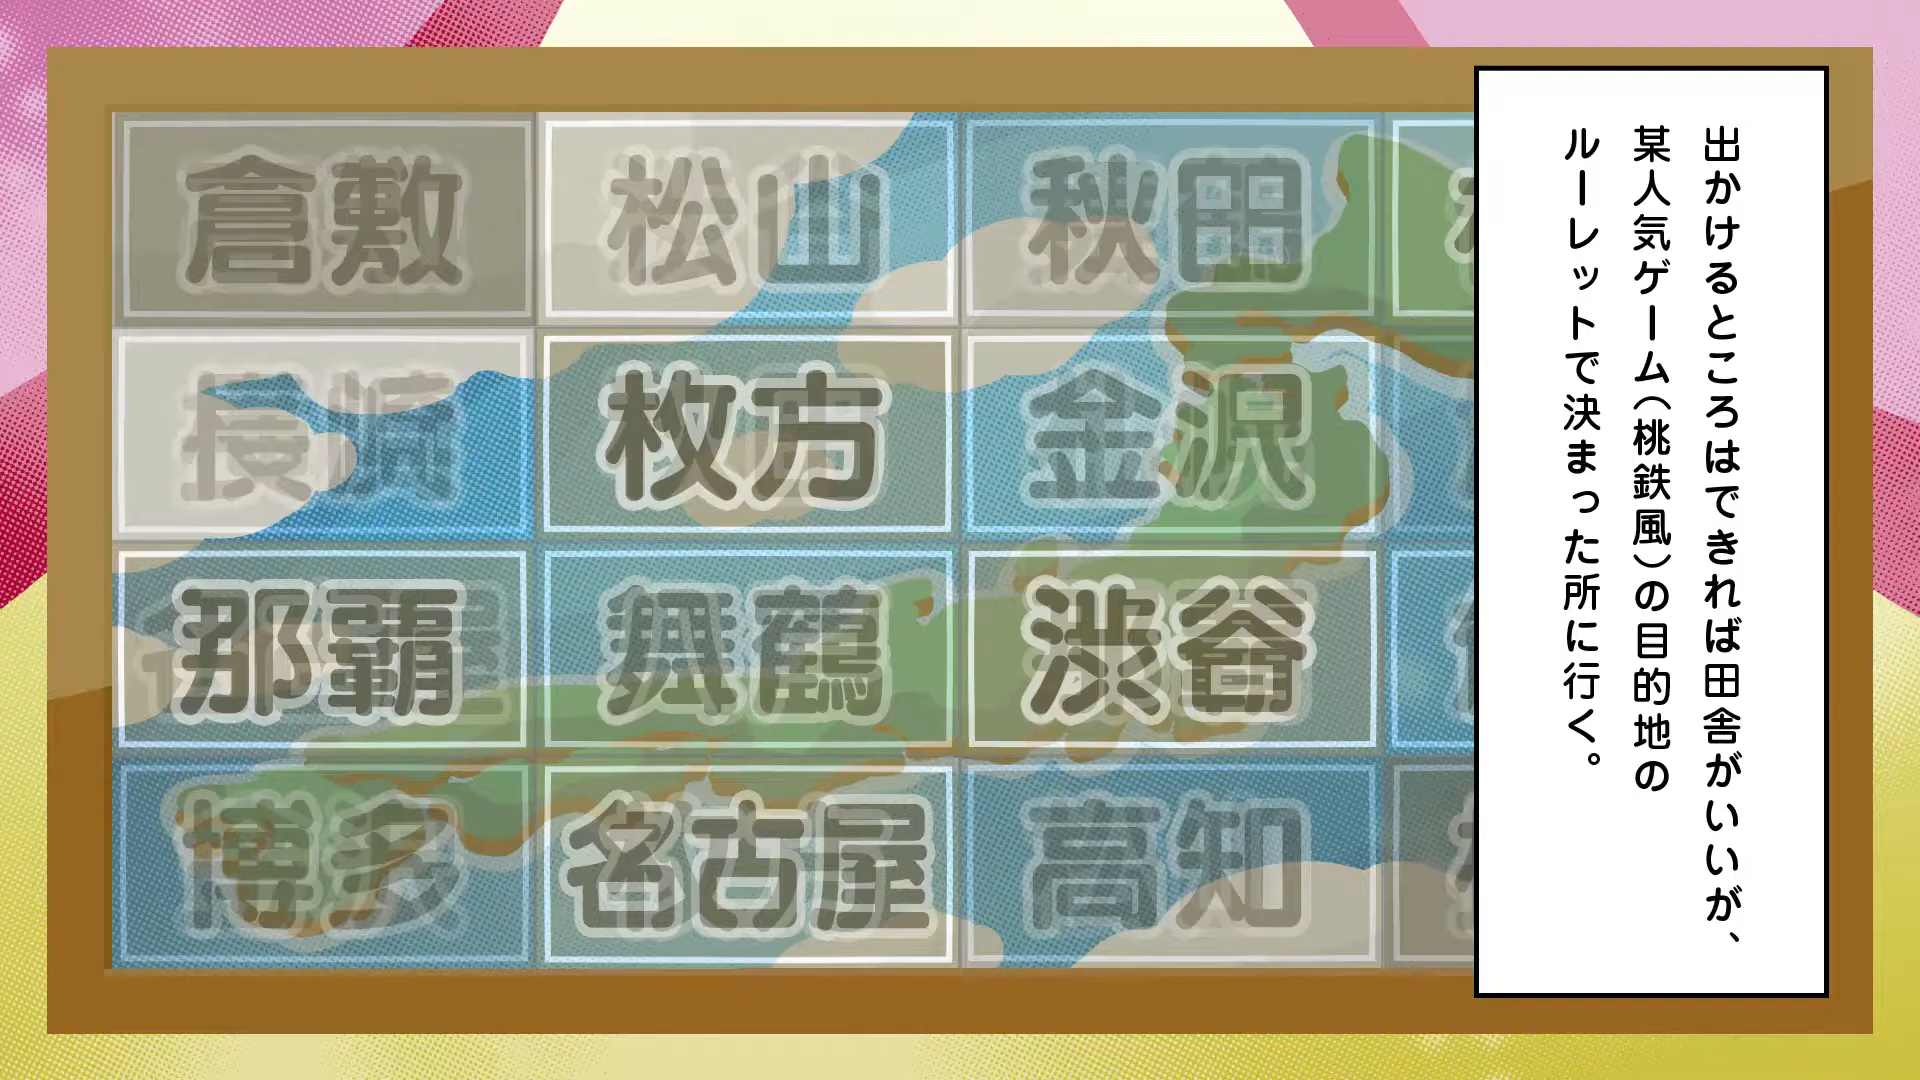 出かけるところはできれば田舎がいいが、
某人気ゲーム(桃鉄風)の目的地の
ルーレットで決まった所に行く。
倉敷
松山
秋田
長崎
枚方
金沢
那覇
舞鶴
渋谷
博多
名古屋
高知